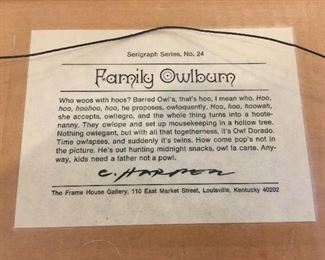 Serigraph Series, No. 24
Family Owlbum
Who woos with hoos? Barred Owl's, that's hoo, I mean who. Hoo,
hoo, hoohoo, hoo, he proposes, owloquently. Hoo, hoo, hoowah,
she accepts, owllegro, and the whole thing turns into a hoote-
nanny. They owlope and set up mousekeeping in a hollow tree.
Nothing owlegant, but with all that togetherness, it's Owl Dorado.
Time owlapses, and suddenly it's twins. How come pop's not in
the picture. He's out hunting midnight snacks, owl la carte. Any-
way, kids need a father not a powl.
C. HARPER
The Frame House Gallery, 110 East Market Street, Louisville, Kentucky 40202